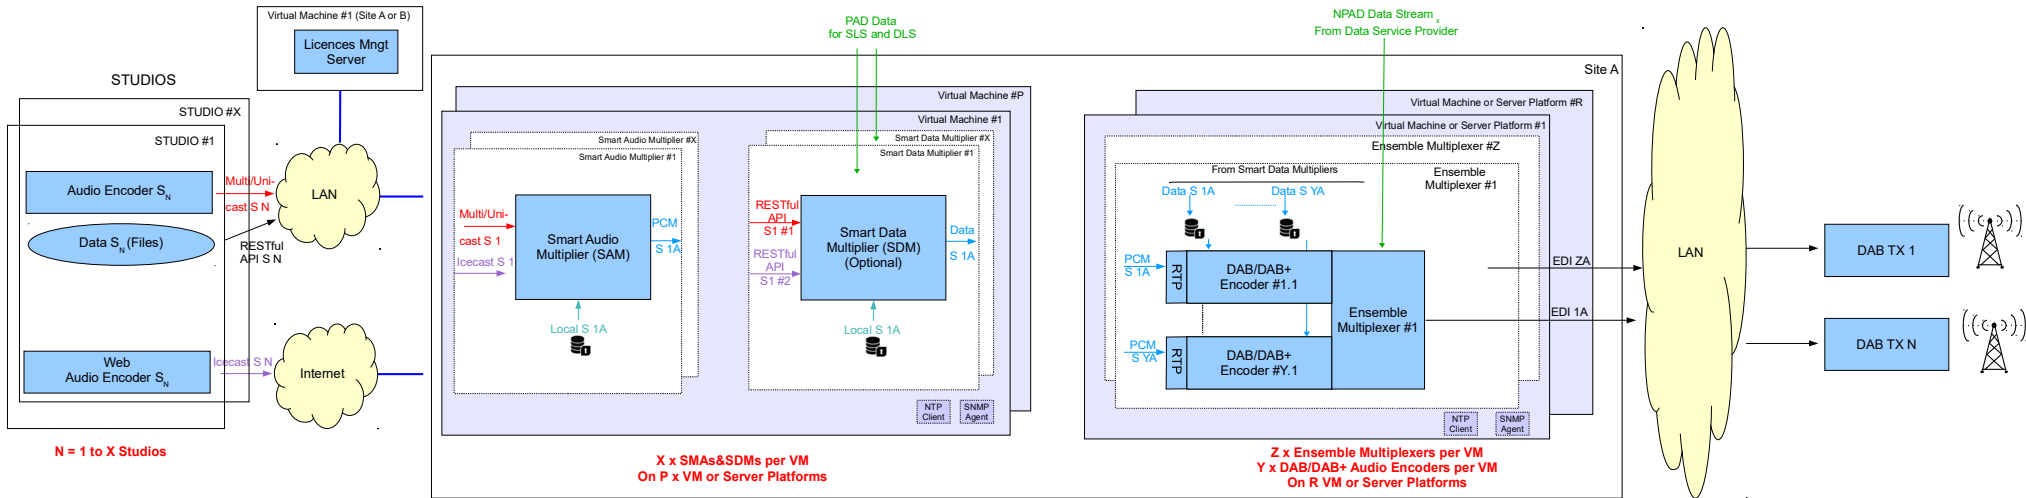 Virtual Machine #1 (Site A or B)
Licences Mngt
Server
STUDIOS
STUDIO #X
STUDIO #1
Audio Encoder SN
Data SN (Files)
Web
Audio Encoder SN
Multi/Uni-
cast S N
RESTful
API S N
Icecast S N
LAN
Internet
N = 1 to X Studios
PAD Data
for SLS and DLS
NPAD Data Stream x
From Data Service Provider
Site A
Virtual Machine #P
Virtual Machine #1
Smart Audio Multiplier #X
Smart Audio Multiplier #1
Multi/Uni-
cast S 1
Icecast S 1
Smart Audio
Multiplier (SAM)
PCM
S 1A
Local S 1A
Smart Data Multiplier #X
Smart Data Multiplier #1
RESTful
API
S1 #1
RESTful
API
S1 #2
Smart Data
Multiplier (SDM)
(Optional)
Data
S 1A
Local S 1A
NTP
Client
SNMP
Agent
X x SMAs&SDMs per VM
On P x VM or Server Platforms
Virtual Machine or Server Platform #R
Virtual Machine or Server Platform #1
Ensemble Multiplexer #Z
Ensemble
Multiplexer #1
From Smart Data Multipliers
Data S 1A
Data S YA
PCM
S 1A
RTP
DAB/DAB+
Encoder #1.1
PCM
S YA
RTP
DAB/DAB+
Encoder #Y.1
Ensemble
Multiplexer #1
NTP
Client
SNMP
Agent
Z x Ensemble Multiplexers per VM
Y x DAB/DAB+ Audio Encoders per VM
On R VM or Server Platforms
EDI ZA
EDI 1A
LAN
DAB TX 1
DAB TX N